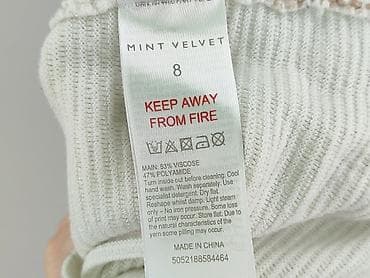 MINT VELVET
8
KEEP AWAY
FROM FIRE
MAIN: 53% VISCOSE
47% POLYAMIDE
Turn inside out before cleaning. Cool
hand wash. Wash separately. Use
specialist detergent. Dry flat.
Reshape whilst damp. Light steam
only - No iron pressure. Some loss
of yarn may occur. Store flat. Due to
the natural characteristics of this
yarn some pilling may occur.
MADE IN CHINA
5052188584464